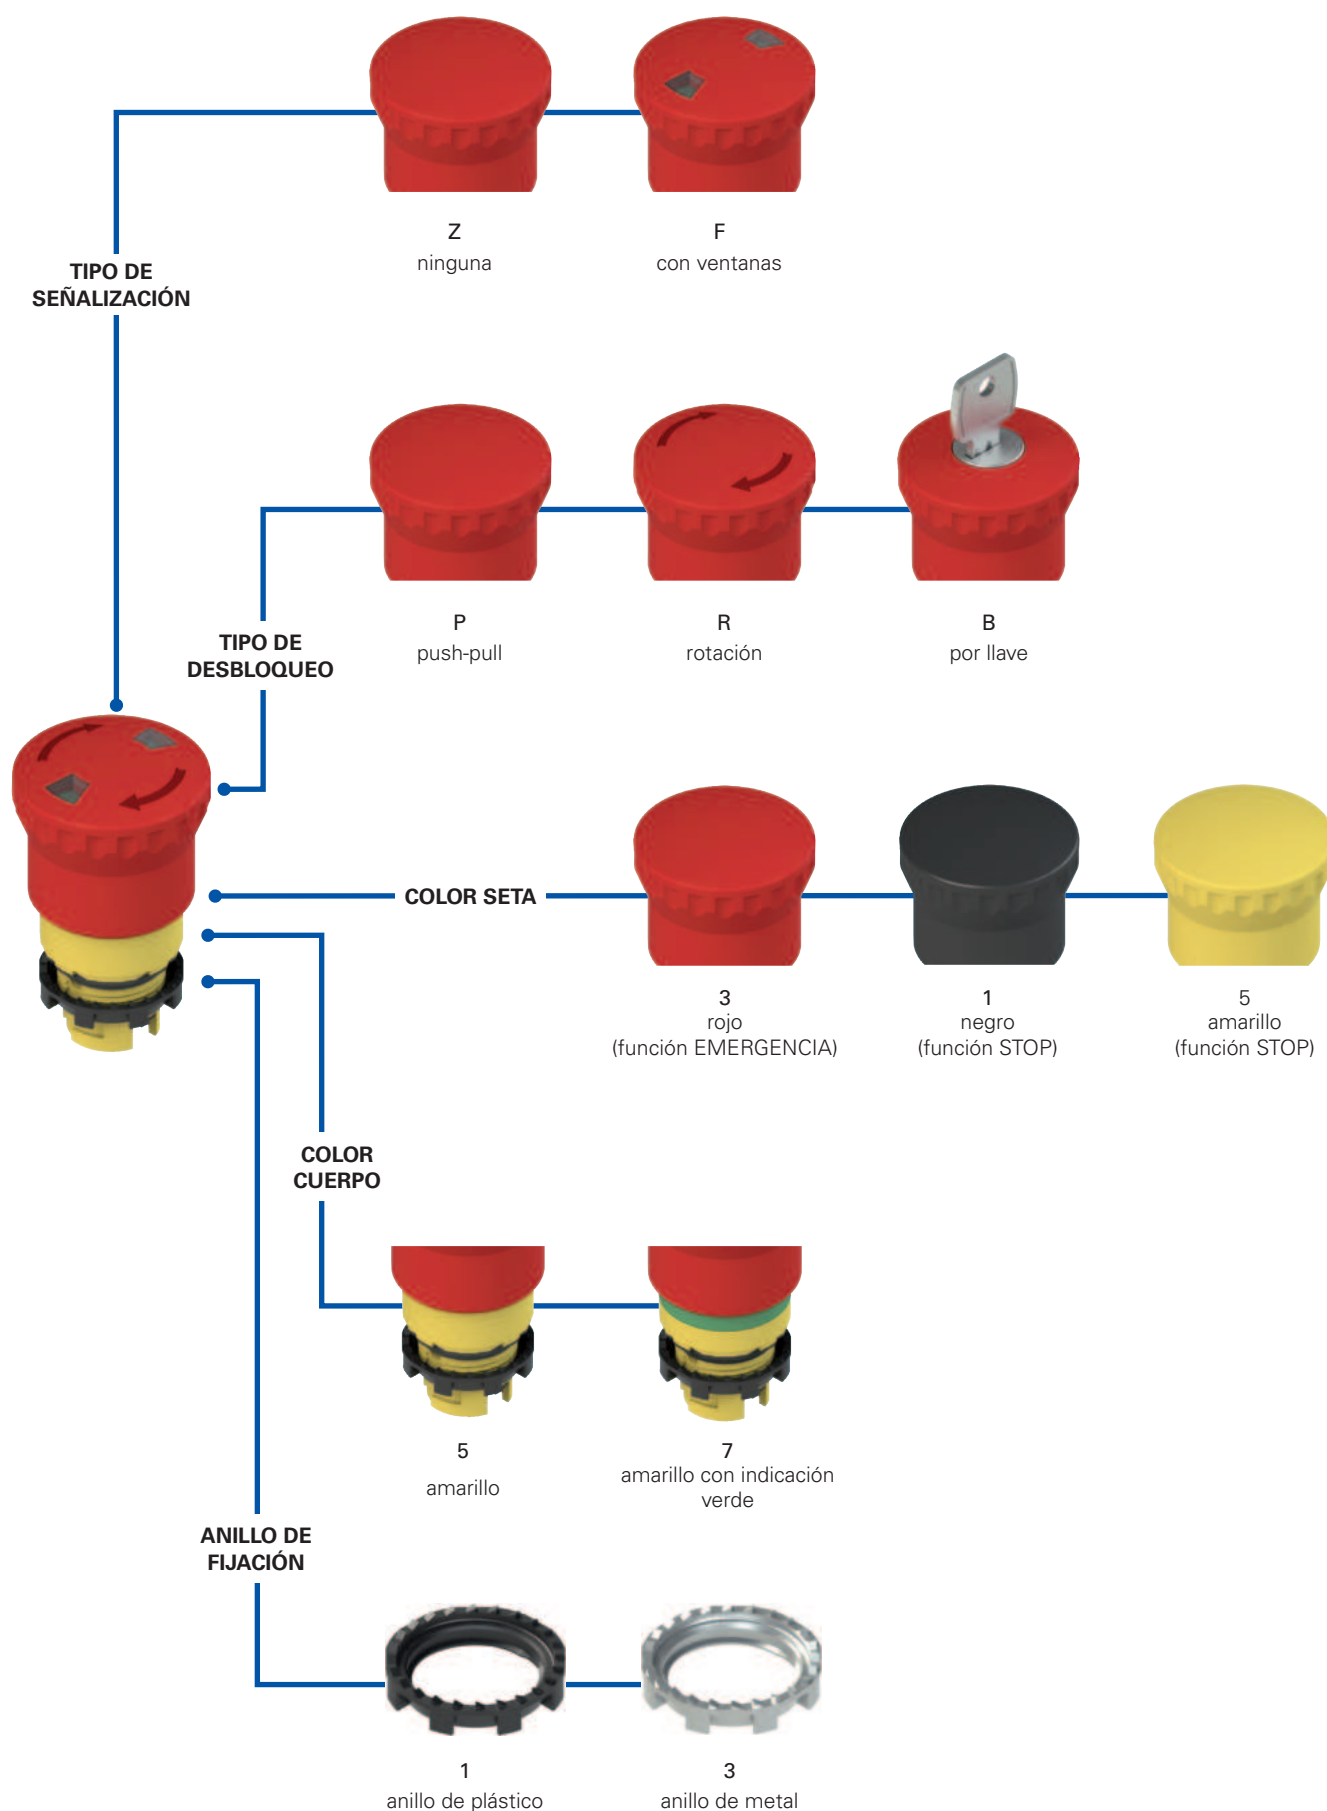 Z
ninguna
F
con ventanas
TIPO DE
SEÑALIZACIÓN
P
push-pull
R
rotación
B
por llave
TIPO DE
DESBLOQUEO
COLOR SETA
3
rojo
(función EMERGENCIA)
1
negro
(función STOP)
5
amarillo
(función STOP)
COLOR
CUERPO
5
amarillo
7
amarillo con indicación
verde
ANILLO DE
FIJACIÓN
1
anillo de plástico
3
anillo de metal